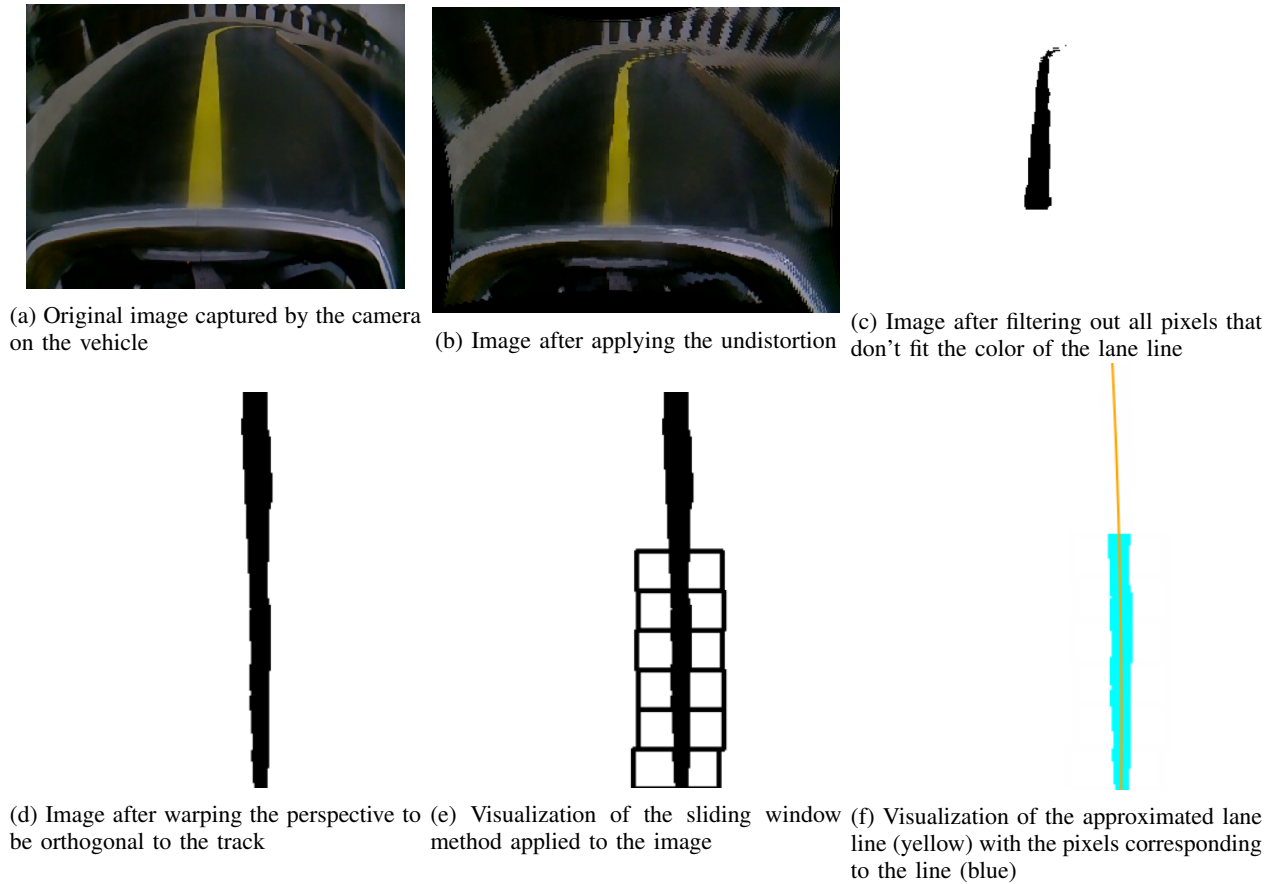 (a) Original image captured by the camera
on the vehicle
(b) Image after applying the undistortion
(c) Image after filtering out all pixels that
don't fit the color of the lane line
(d) Image after warping the perspective to
be orthogonal to the track
(e) Visualization of the sliding window
method applied to the image
(f) Visualization of the approximated lane
line (yellow) with the pixels corresponding
to the line (blue)